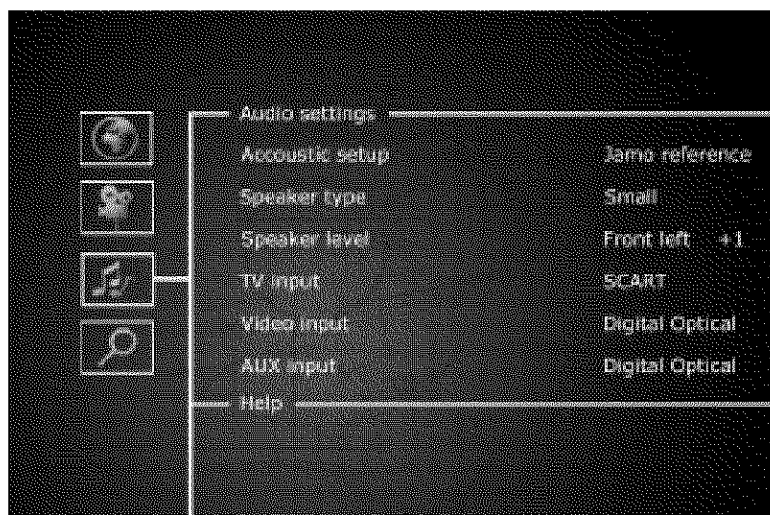 Audio settings
Accoustic setup Jamo reference
Speaker type Small
Speaker level Front left +1
TV input SCART
Video input Digital Optical
AUX input Digital Optical
Help